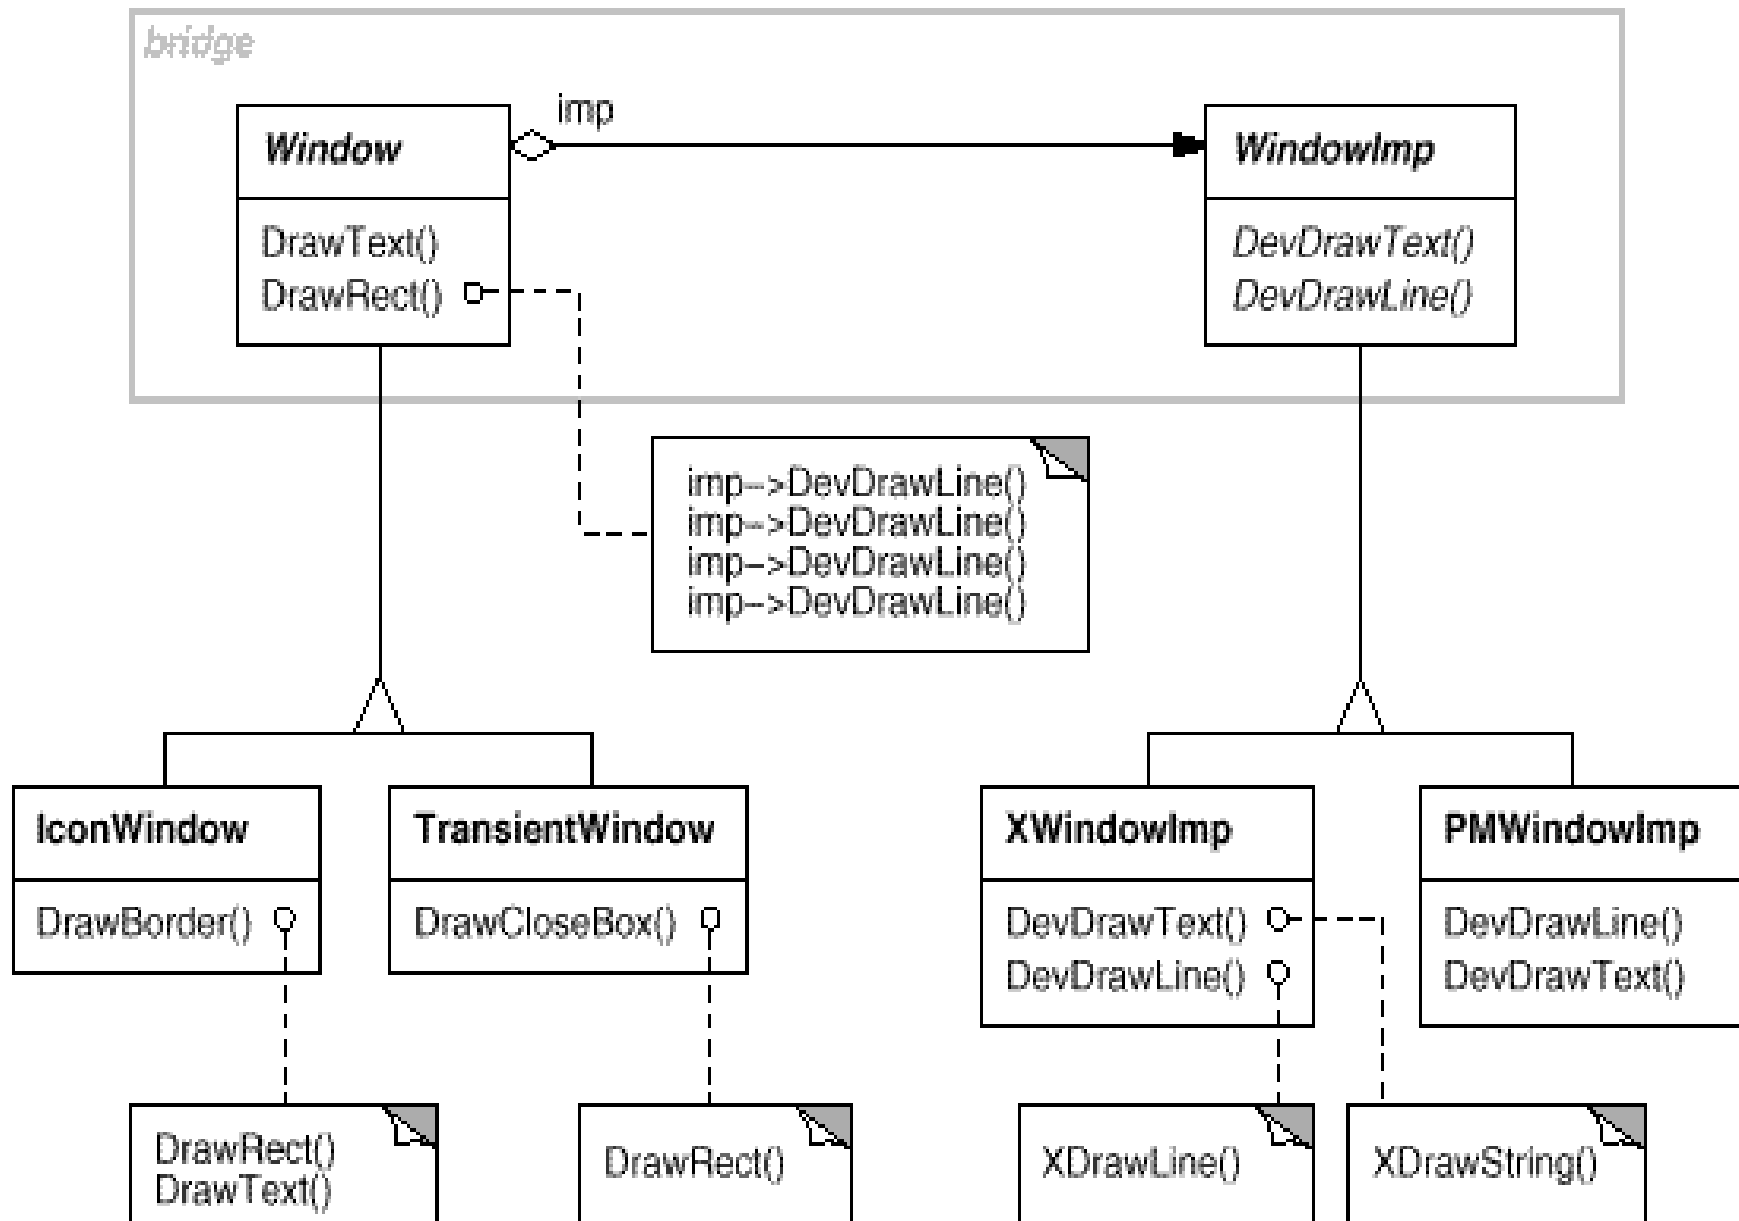 bridge
imp
Window
WindowImp
DrawText()
DrawRect()
DevDrawText()
DevDrawLine()
imp–>DevDrawLine()
imp–>DevDrawLine()
imp–>DevDrawLine()
imp–>DevDrawLine()
IconWindow
DrawBorder()
TransientWindow
DrawCloseBox()
XWindowImp
DevDrawText()
DevDrawLine()
PMWindowImp
DevDrawLine()
DevDrawText()
DrawRect()
DrawText()
DrawRect()
XDrawLine()
XDrawString()